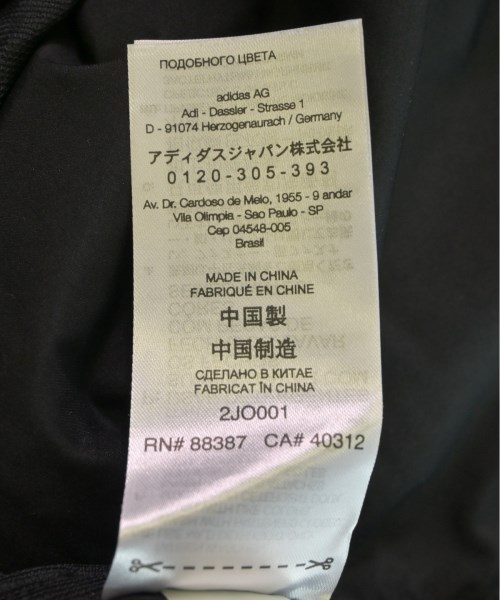 ПОДОБНОГО ЦВЕТА
adidas AG
Adi - Dassler - Strasse 1
D - 91074 Herzogenaurach / Germany
アディダスジャパン株式会社
0120-305-393
Av. Dr. Cardoso de Melo, 1955 - 9 andar
Vila Olimpia - Sao Paulo - SP
Cep 04548-005
Brasil
MADE IN CHINA
FABRIQUÉ EN CHINE
中国製
中国制造
СДЕЛАНО В КИТАЕ
FABRICAT ÎN CHINA
2JO001
RN# 88387 CA# 40312